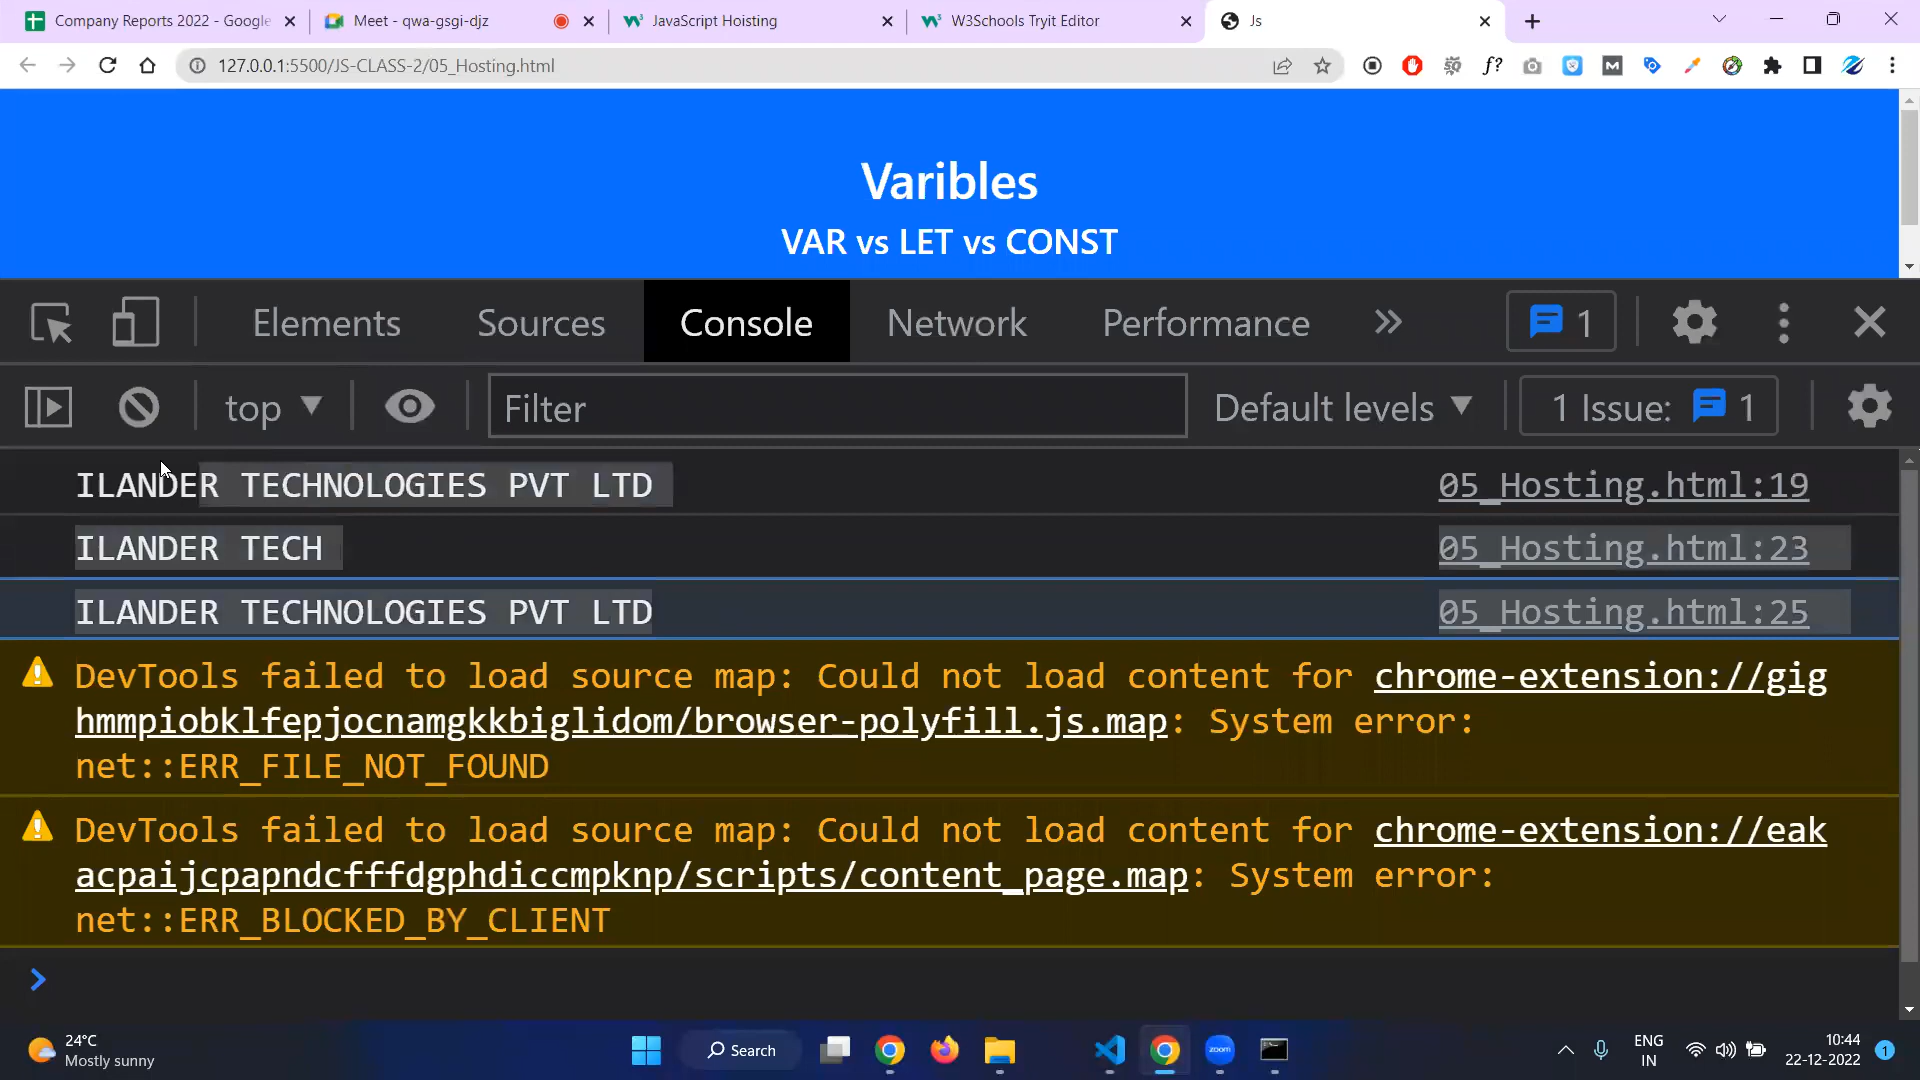 Company Reports 2022 - Google
Meet - qwa-gsgi-djz
JavaScript Hoisting
W3Schools Tryit Editor
Js
127.0.0.1:5500/JS-CLASS-2/05_Hosting.html
f?
Varibles
VAR vs LET vs CONST
Elements
Sources
Console
Network
Performance
1
top
Filter
Default levels
1 Issue: 1
ILANDER TECHNOLOGIES PVT LTD 05_Hosting.html:19
ILANDER TECH 05_Hosting.html:23
ILANDER TECHNOLOGIES PVT LTD 05_Hosting.html:25
DevTools failed to load source map: Could not load content for chrome-extension://gig
hmmpiobklfepjocnamgkkbiglidom/browser-polyfill.js.map: System error:
net::ERR_FILE_NOT_FOUND
DevTools failed to load source map: Could not load content for chrome-extension://eak
acpaijcpapndcfffdgphdiccmpknp/scripts/content_page.map: System error:
net::ERR_BLOCKED_BY_CLIENT
24°C
Mostly sunny
Search
zoom
ENG
IN
10:44
22-12-2022
1